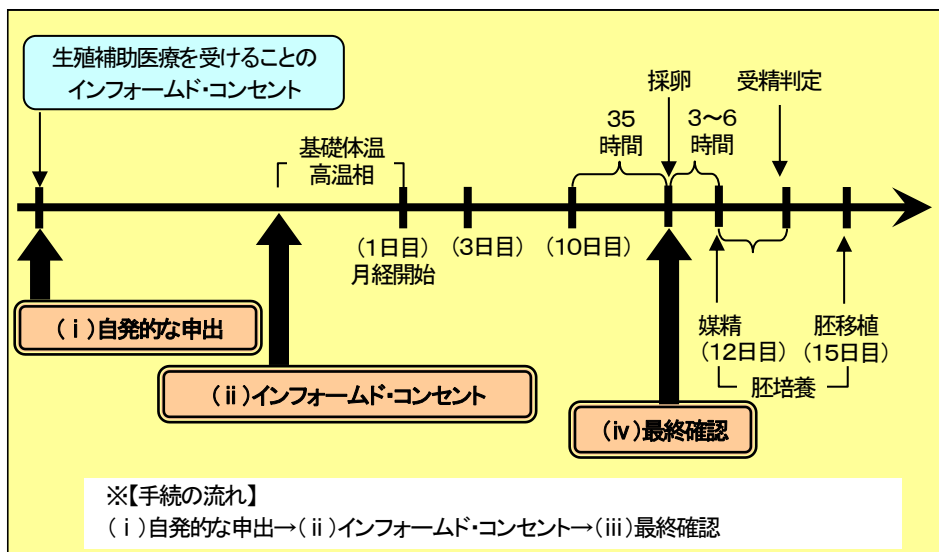 生殖補助医療を受けることの
インフォームド・コンセント
採卵
受精判定
35
時間
3～6
時間
基礎体温
高温相
(1日目)
月経開始
(3日目)
(10日目)
(ⅰ)自発的な申出
(ⅱ)インフォームド・コンセント
(ⅳ)最終確認
媒精
(12日目)
胚移植
(15日目)
胚培養
※【手続の流れ】
(ⅰ)自発的な申出→(ⅱ)インフォームド・コンセント→(ⅲ)最終確認